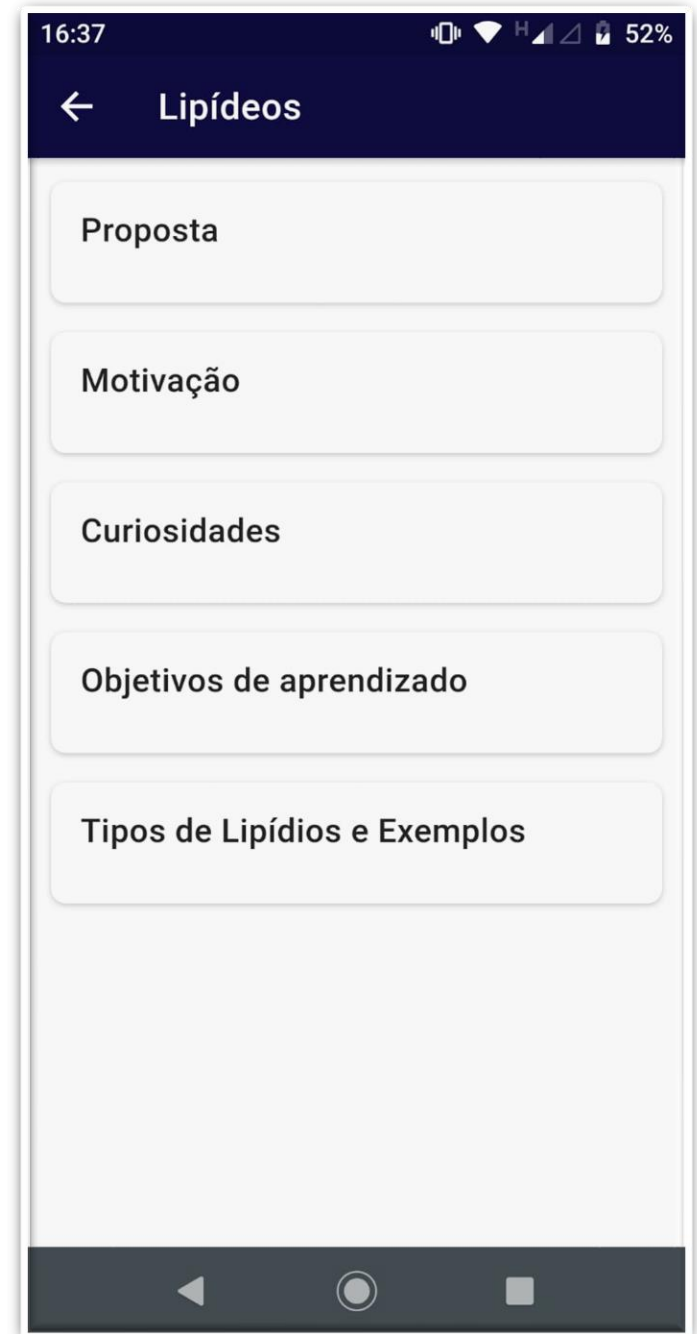 16:37 H 52%
Lipídeos
Proposta
Motivação
Curiosidades
Objetivos de aprendizado
Tipos de Lipídios e Exemplos